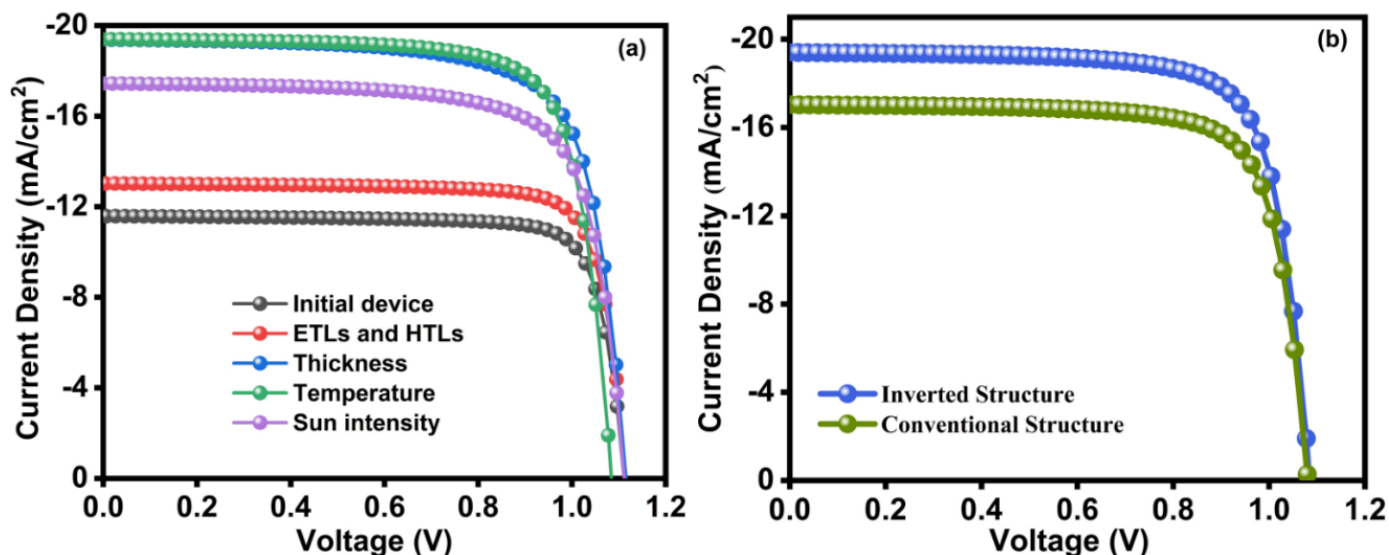 (a)
Current Density (mA/cm²)
-20
-16
-12
-8
-4
0
Initial device
ETLs and HTLs
Thickness
Temperature
Sun intensity
0.0 0.2 0.4 0.6 0.8 1.0 1.2
Voltage (V)
(b)
Current Density (mA/cm²)
-20
-16
-12
-8
-4
0
Inverted Structure
Conventional Structure
0.0 0.2 0.4 0.6 0.8 1.0 1.2
Voltage (V)